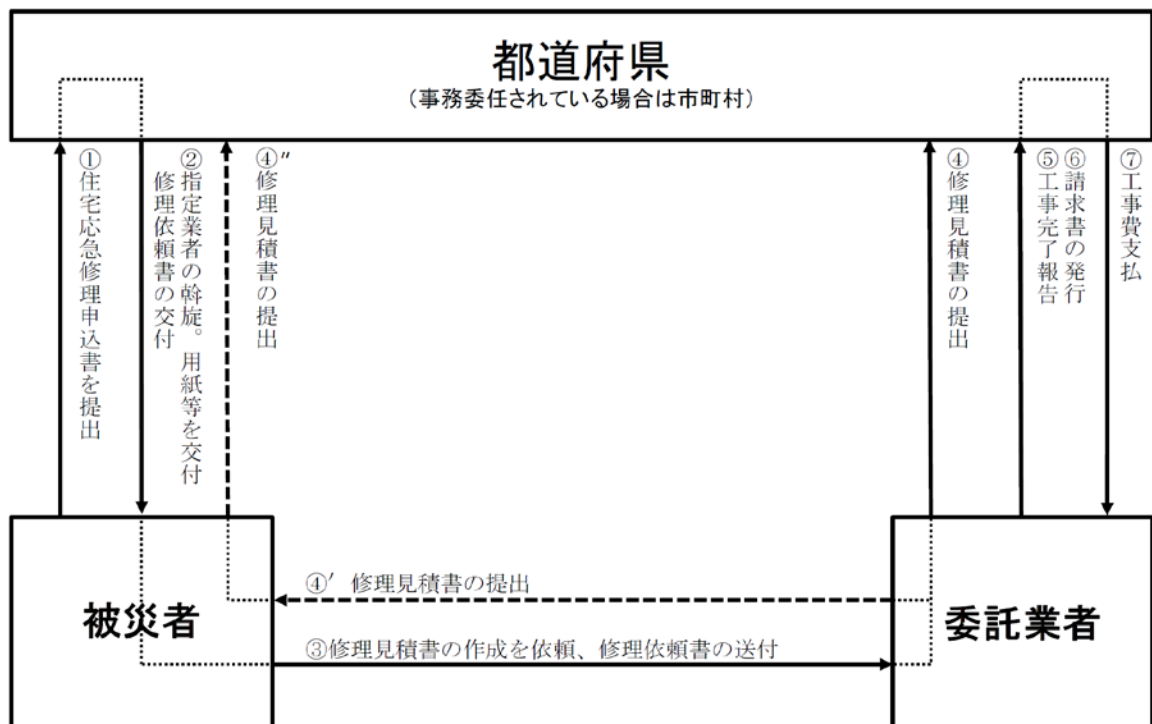 都道府県
（事務委任されている場合は市町村）
①住宅応急修理申込書を提出
②指定業者の斡旋。用紙等を交付
修理依頼書の交付
④″修理見積書の提出
④修理見積書の提出
⑤工事完了報告
⑥請求書の発行
⑦工事費支払
④′修理見積書の提出
③修理見積書の作成を依頼、修理依頼書の送付
被災者
委託業者